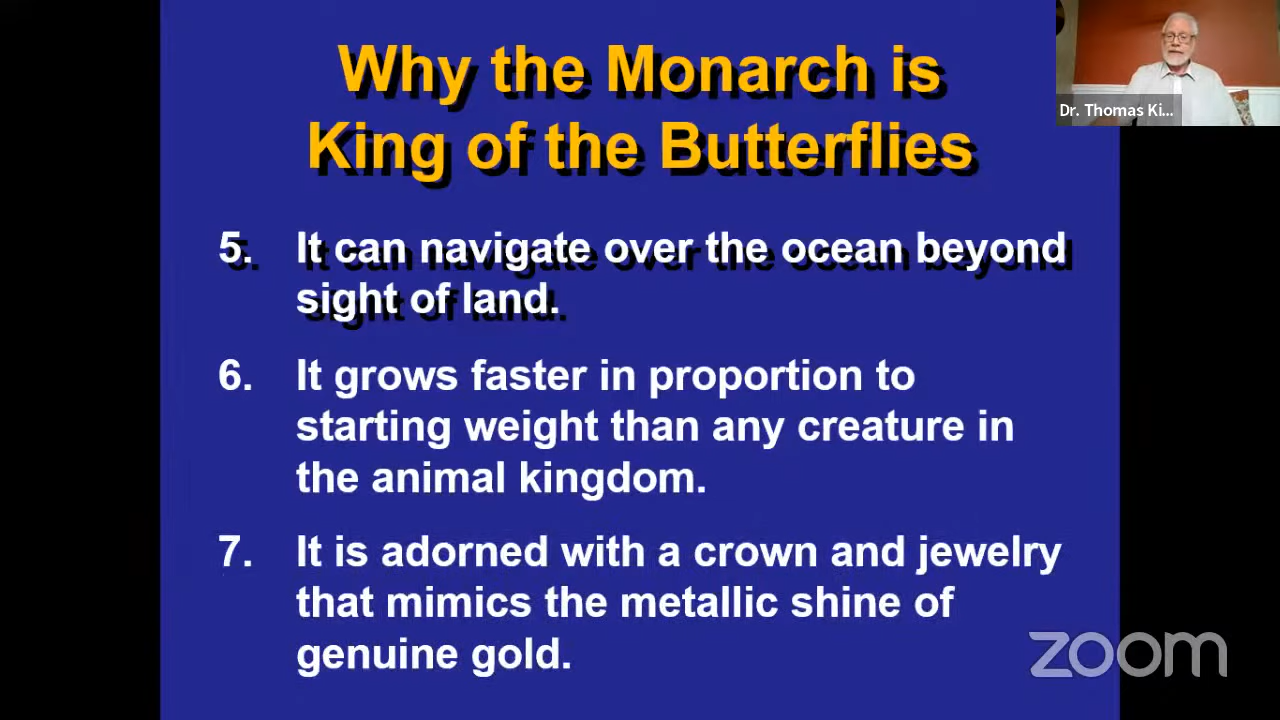 Why the Monarch is
King of the Butterflies
Dr. Thomas Ki...
5. It can navigate over the ocean beyond
sight of land.
6. It grows faster in proportion to
starting weight than any creature in
the animal kingdom.
7. It is adorned with a crown and jewelry
that mimics the metallic shine of
genuine gold.
zoom